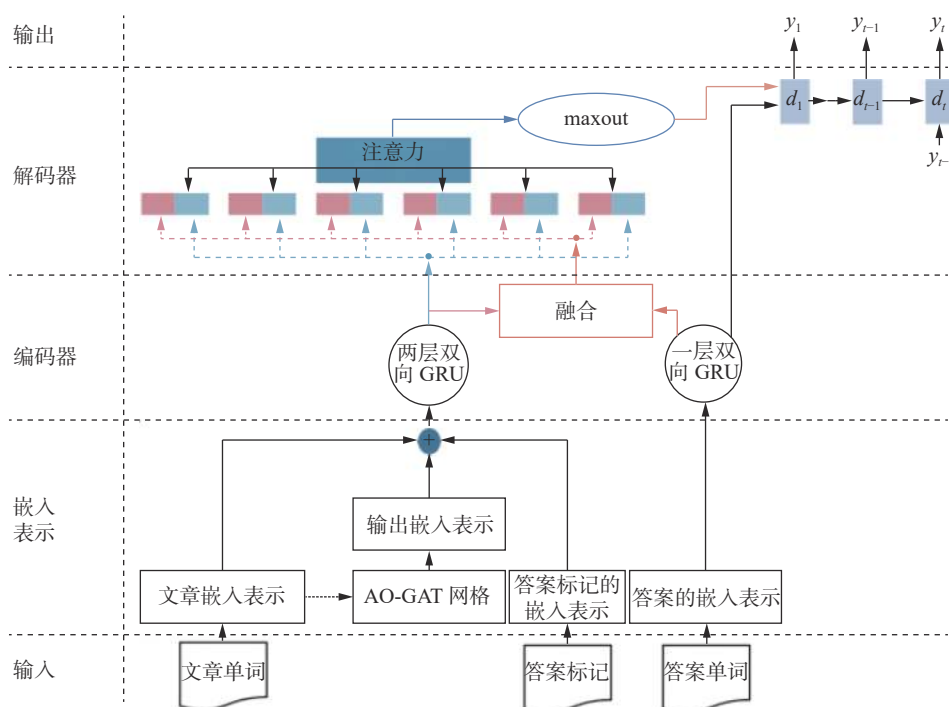 输出
y₁
yₜ₋₁
yₜ
解码器
maxout
d₁
dₜ₋₁
dₜ
yₜ₋
注意力
编码器
融合
两层双
向 GRU
一层双
向 GRU
嵌入
表示
+
输出嵌入表示
文章嵌入表示
AO-GAT 网格
答案标记的
嵌入表示
答案的嵌入表示
输入
文章单词
答案标记
答案单词